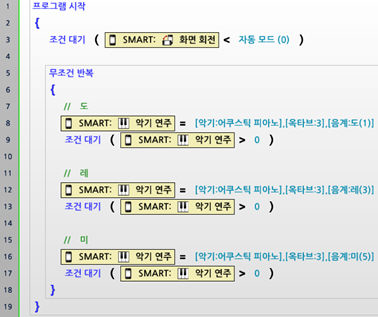 1 프로그램 시작
2 {
3 조건 대기 ( SMART: 화면 회전 < 자동 모드 (0) )
4
5 무조건 반복
6 {
7 // 도
8 SMART: 악기 연주 = [악기:어쿠스틱 피아노],[옥타브:3],[음계:도(1)]
9 조건 대기 ( SMART: 악기 연주 > 0 )
10
11 // 레
12 SMART: 악기 연주 = [악기:어쿠스틱 피아노],[옥타브:3],[음계:레(3)]
13 조건 대기 ( SMART: 악기 연주 > 0 )
14
15 // 미
16 SMART: 악기 연주 = [악기:어쿠스틱 피아노],[옥타브:3],[음계:미(5)]
17 조건 대기 ( SMART: 악기 연주 > 0 )
18 }
19 }